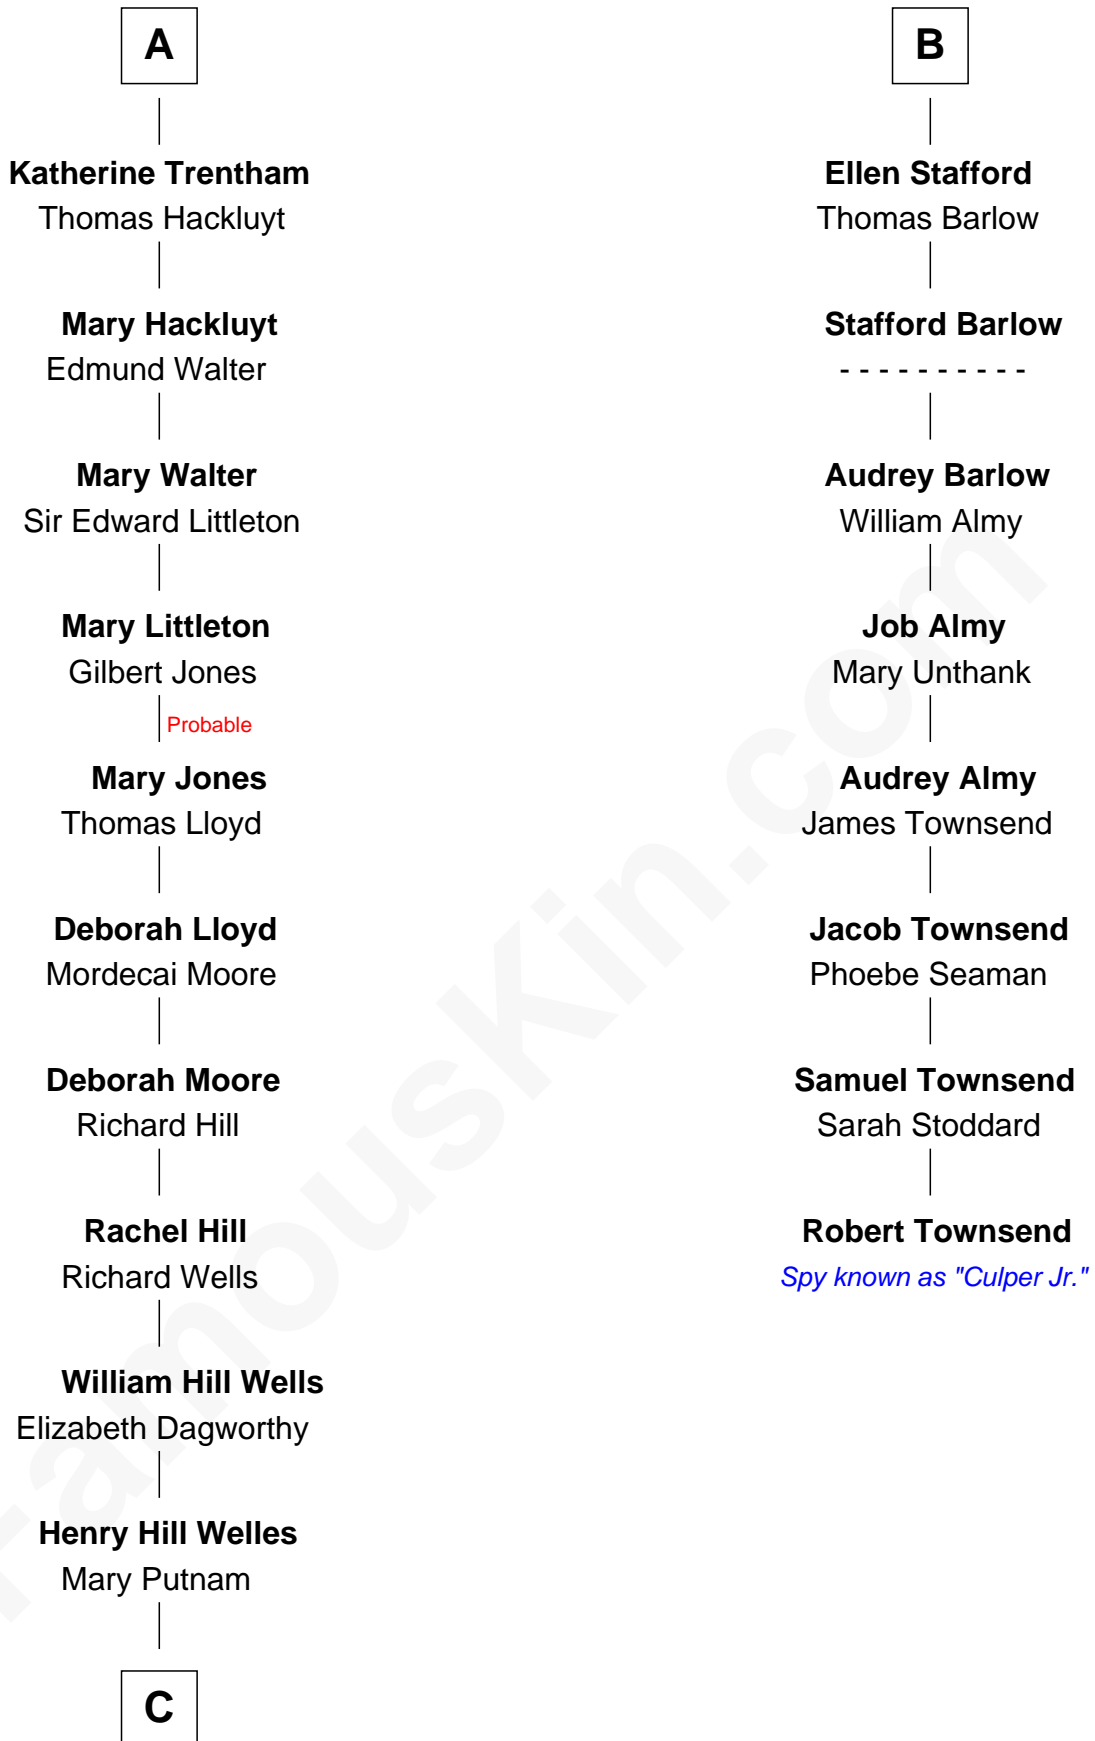 A
Katherine Trentham
Thomas Hackluyt
Mary Hackluyt
Edmund Walter
Mary Walter
Sir Edward Littleton
Mary Littleton
Gilbert Jones
Probable
Mary Jones
Thomas Lloyd
Deborah Lloyd
Mordecai Moore
Deborah Moore
Richard Hill
Rachel Hill
Richard Wells
William Hill Wells
Elizabeth Dagworthy
Henry Hill Welles
Mary Putnam
C
B
Ellen Stafford
Thomas Barlow
Stafford Barlow
- - - - - - - - - -
Audrey Barlow
William Almy
Job Almy
Mary Unthank
Audrey Almy
James Townsend
Jacob Townsend
Phoebe Seaman
Samuel Townsend
Sarah Stoddard
Robert Townsend
Spy known as "Culper Jr."
FamousKin.com